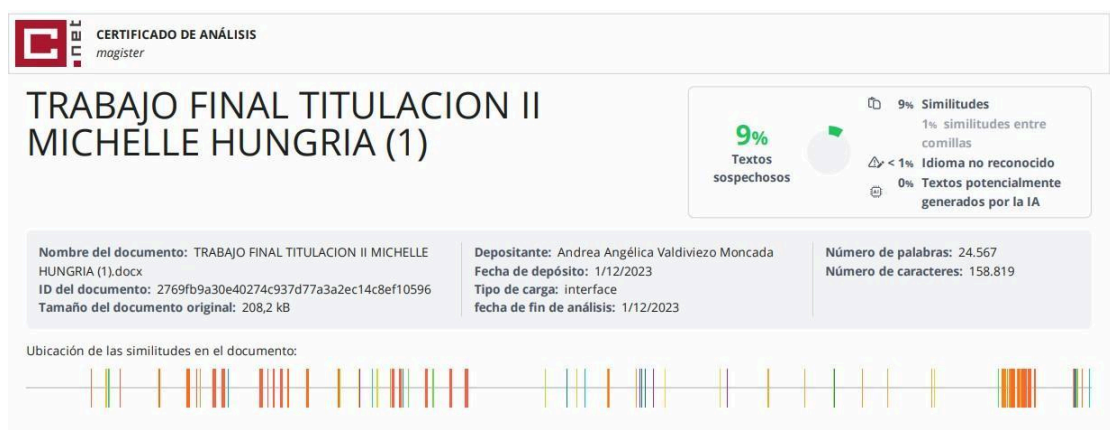 C
.net
CERTIFICADO DE ANÁLISIS
magister
TRABAJO FINAL TITULACION II
MICHELLE HUNGRIA (1)
9%
Textos
sospechosos
9% Similitudes
1% similitudes entre
comillas
< 1% Idioma no reconocido
0% Textos potencialmente
generados por la IA
Nombre del documento: TRABAJO FINAL TITULACION II MICHELLE
HUNGRIA (1).docx
ID del documento: 2769fb9a30e40274c937d77a3a2ec14c8ef10596
Tamaño del documento original: 208,2 kB
Depositante: Andrea Angélica Valdiviezo Moncada
Fecha de depósito: 1/12/2023
Tipo de carga: interface
fecha de fin de análisis: 1/12/2023
Número de palabras: 24.567
Número de caracteres: 158.819
Ubicación de las similitudes en el documento: